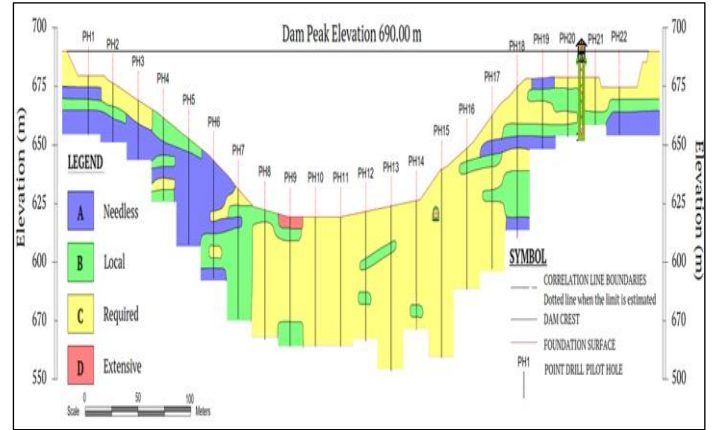 Dam Peak Elevation 690.00 m
700
675
650
625
600
670
550
Elevation (m)
PH1
PH2
PH3
PH4
PH5
PH6
PH7
PH8
PH9
PH10
PH11
PH12
PH13
PH14
PH15
PH16
PH17
PH18
PH19
PH20
PH21
PH22
700
675
650
625
600
670
500
Elevation (m)
LEGEND
A Needless
B Local
C Required
D Extensive
0 50 100
Scale Meters
SYMBOL
CORRELATION LINE BOUNDARIES
Dotted line when the limit is estimated
DAM CREST
FOUNDATION SURFACE
PH1
POINT DRILL PILOT HOLE